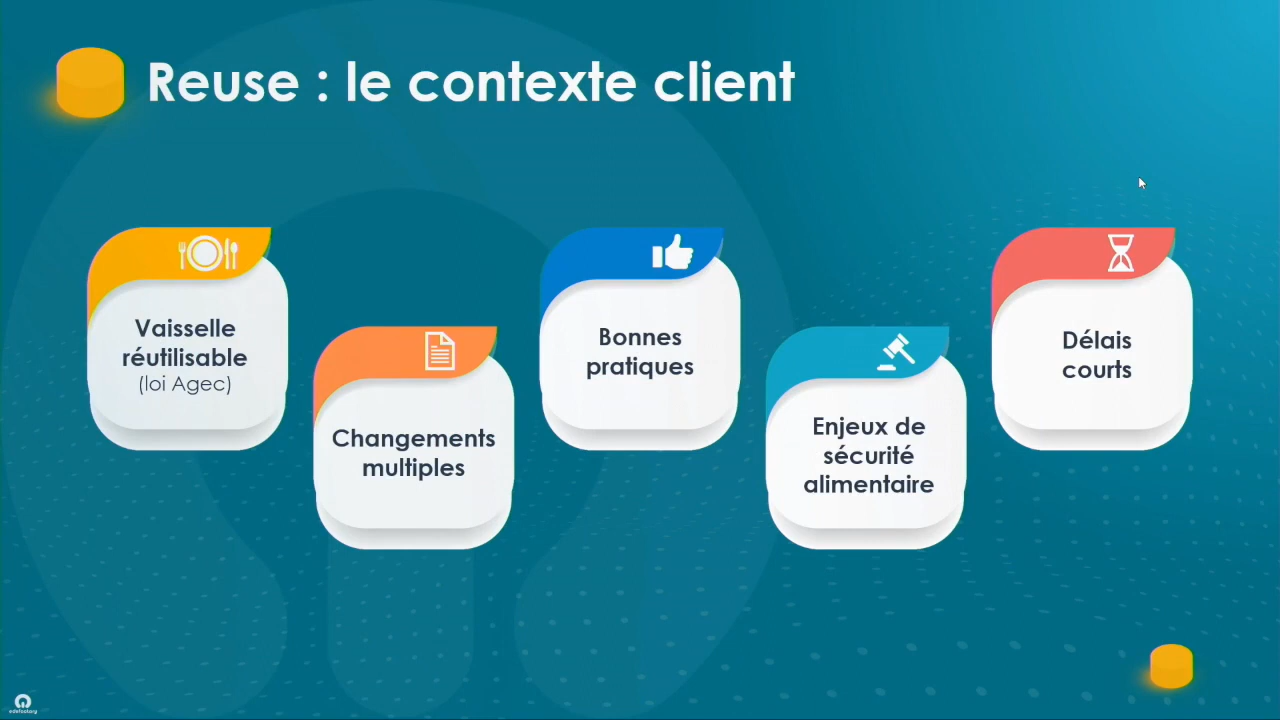 Reuse : le contexte client
Vaisselle
réutilisable
(loi Agec)
Changements
multiples
Bonnes
pratiques
Enjeux de
sécurité
alimentaire
Délais
courts